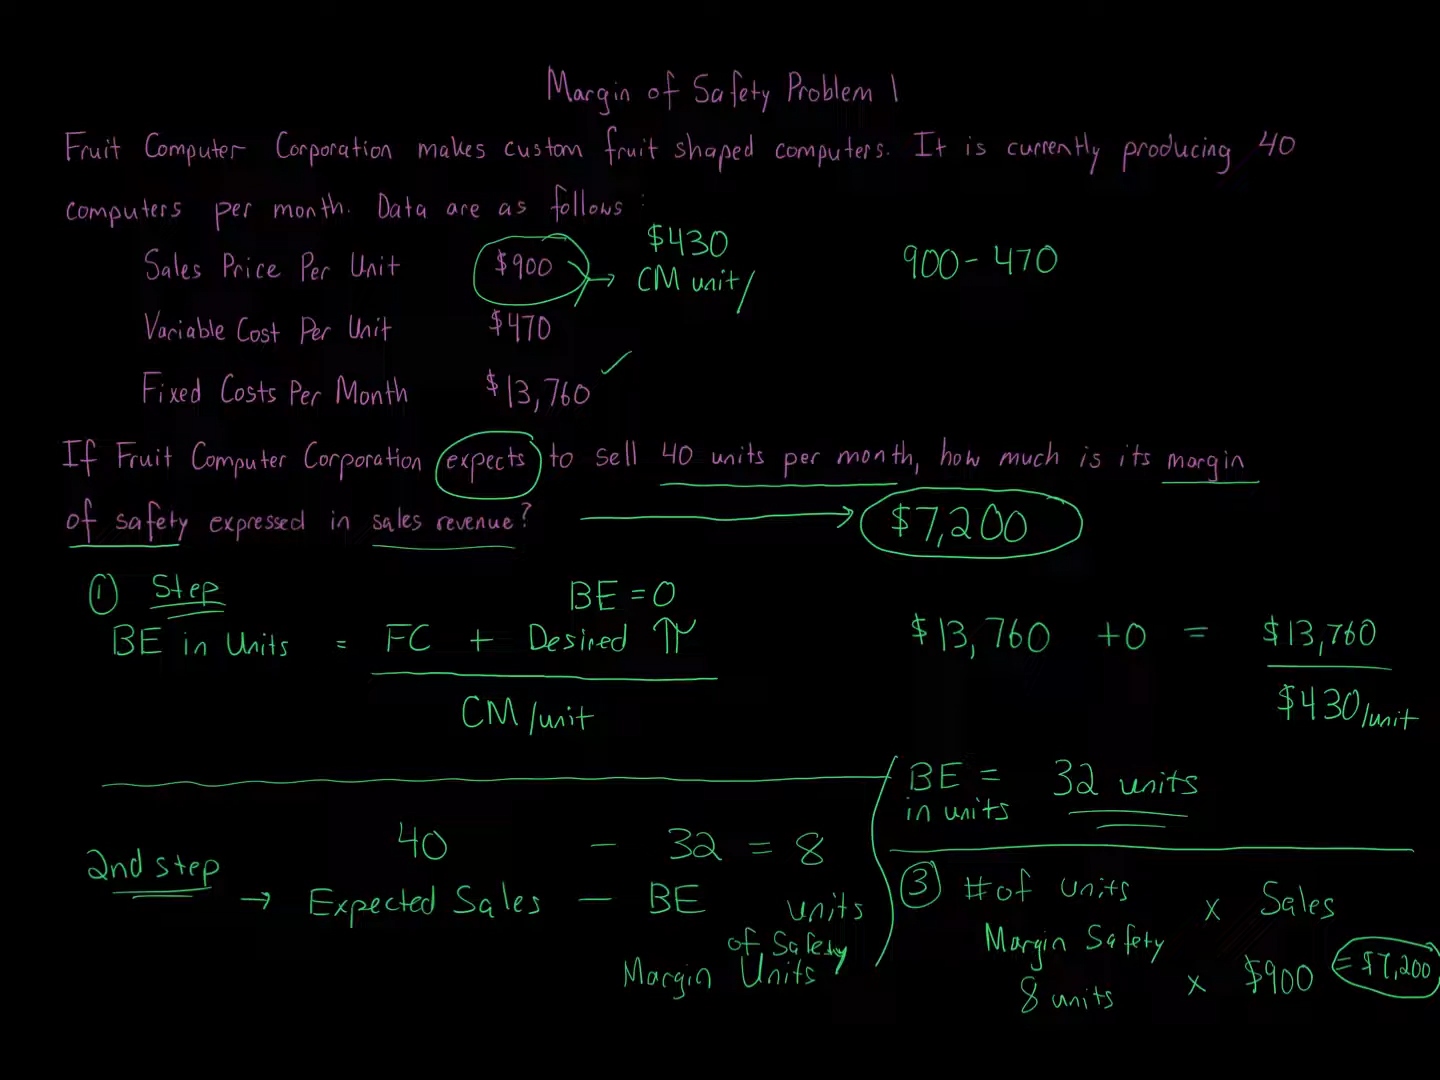 Margin of Safety Problem 1
Fruit Computer Corporation makes custom fruit shaped computers. It is currently producing 40
computers per month. Data are as follows:
Sales Price Per Unit $900 → $430 CM unit/ 900 - 470
Variable Cost Per Unit $470
Fixed Costs Per Month $13,760 ✓
If Fruit Computer Corporation expects to sell 40 units per month, how much is its margin
of safety expressed in sales revenue? → $7,200
① Step
BE = 0
BE in Units = FC + Desired π
CM/unit
$13,760 + 0 = $13,760
$430/unit
BE = 32 units
in units
2nd step
40 - 32 = 8
→ Expected Sales - BE units
of Safety
Margin Units
③ # of units x Sales
Margin Safety
8 units x $900 = $7,200